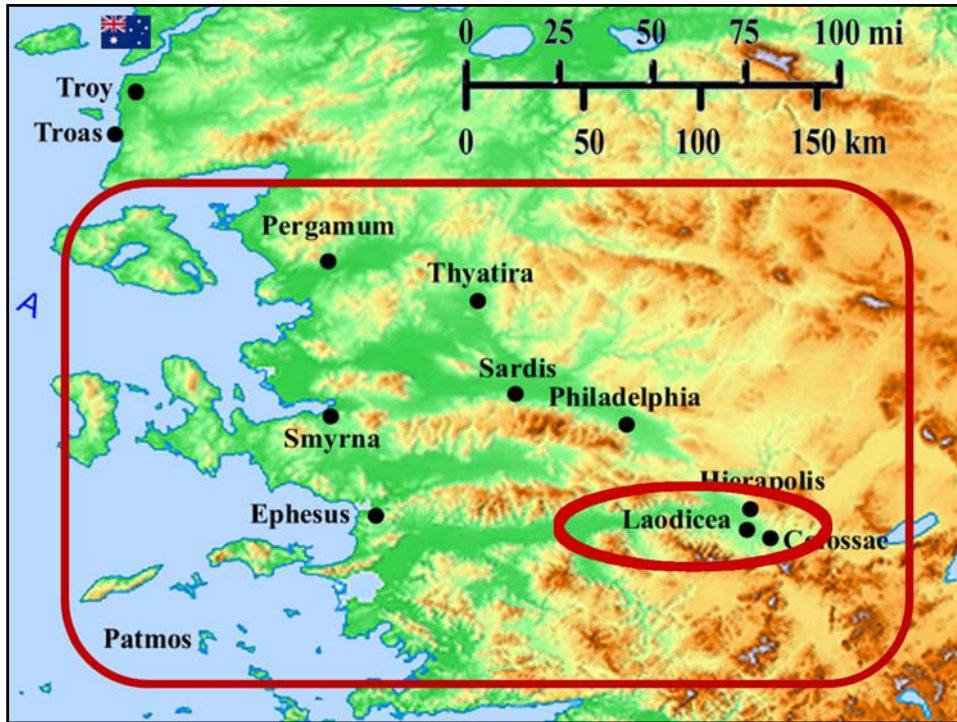 0 25 50 75 100 mi
0 50 100 150 km
Troy
Troas
Pergamum
Thyatira
A
Sardis
Philadelphia
Smyrna
Hierapolis
Ephesus
Laodicea
Colossae
Patmos